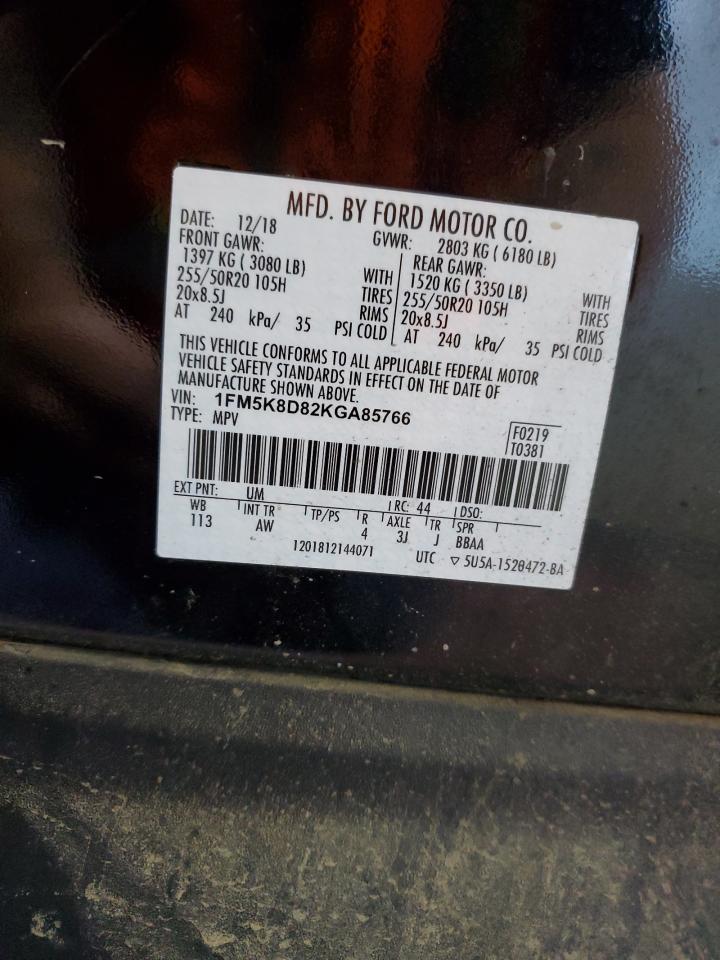 MFD. BY FORD MOTOR CO.
DATE: 12/18 GVWR: 2803 KG ( 6180 LB)
FRONT GAWR: REAR GAWR:
1397 KG ( 3080 LB) WITH 1520 KG ( 3350 LB) WITH
255/50R20 105H TIRES 255/50R20 105H TIRES
20x8.5J RIMS 20x8.5J RIMS
AT 240 kPa/ 35 PSI COLD AT 240 kPa/ 35 PSI COLD
THIS VEHICLE CONFORMS TO ALL APPLICABLE FEDERAL MOTOR
VEHICLE SAFETY STANDARDS IN EFFECT ON THE DATE OF
MANUFACTURE SHOWN ABOVE.
VIN: 1FM5K8D82KGA85766
TYPE: MPV
F0219
T0381
EXT PNT: UM RC: 44 DSO:
WB INT TR TP/PS R AXLE TR SPR
113 AW 4 3J J BBAA
1201812144071 UTC ▽ 5U5A-1520472-BA